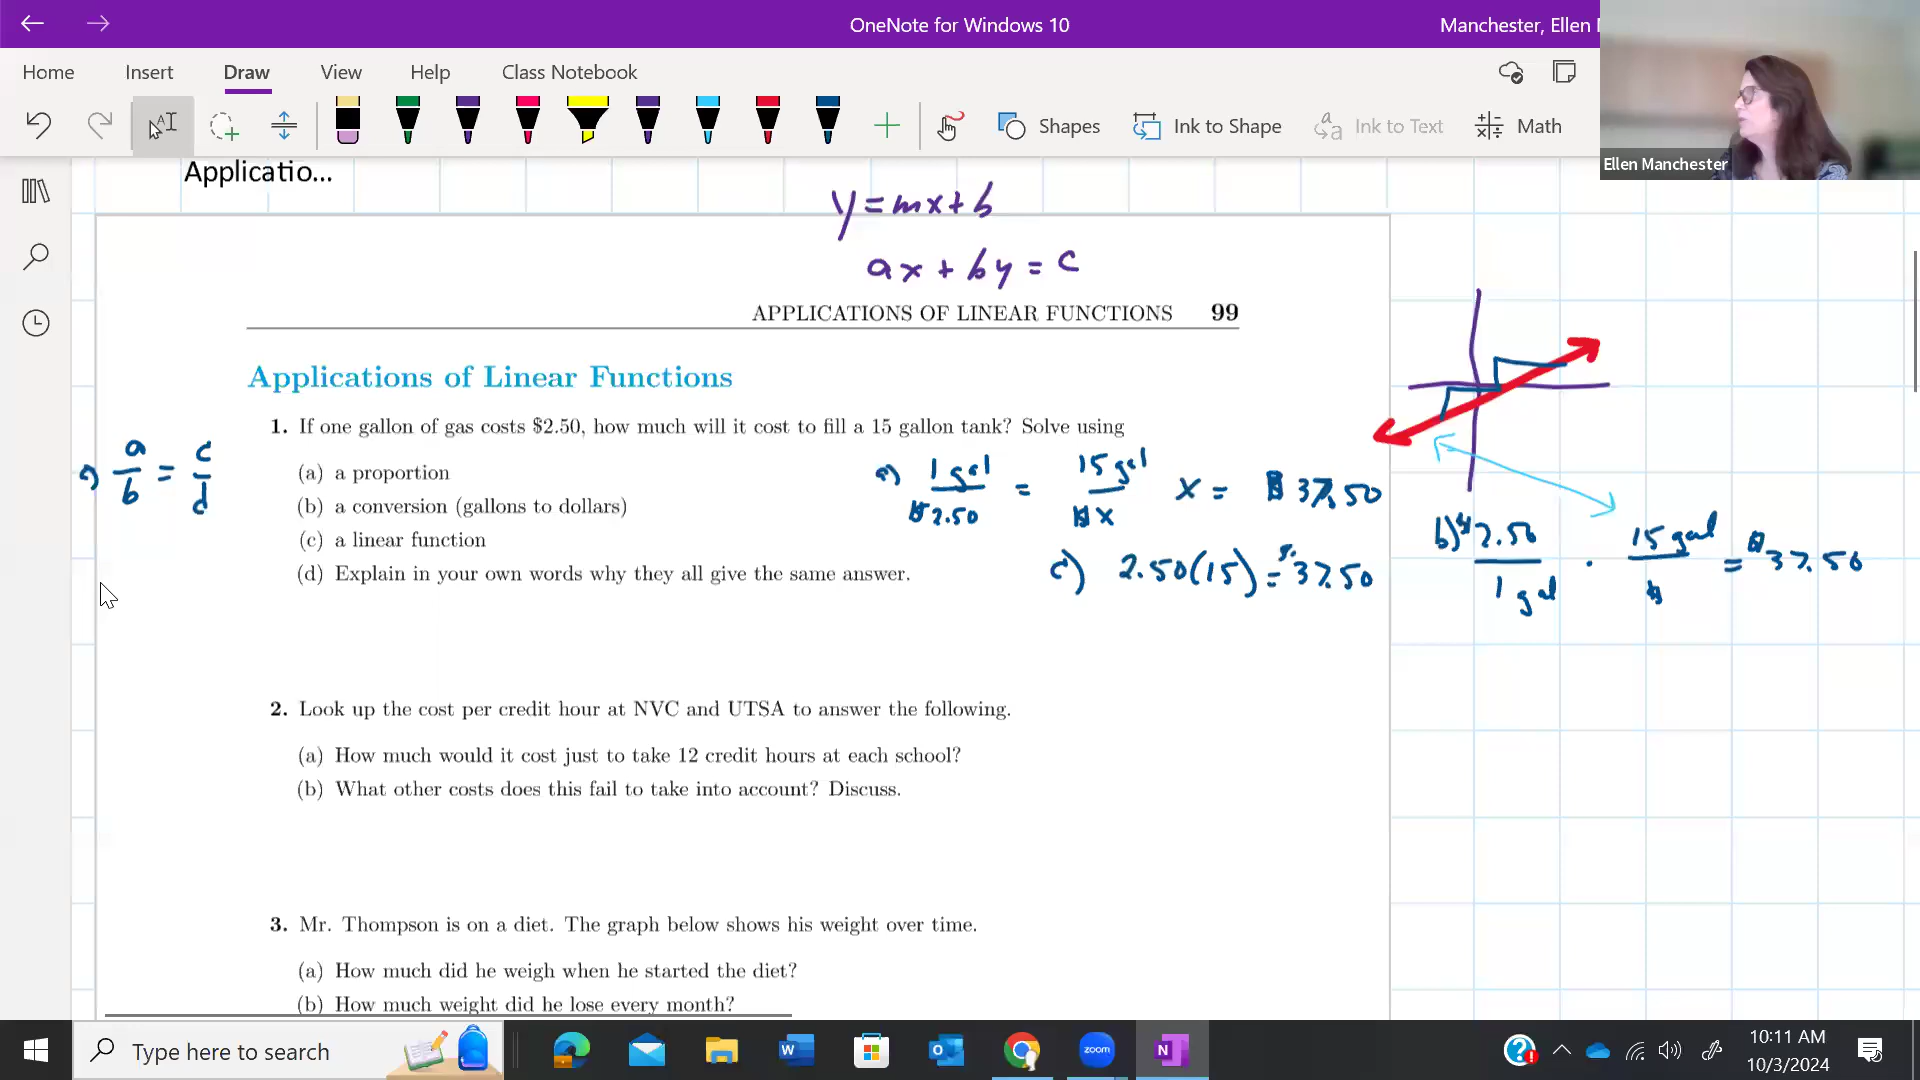 OneNote for Windows 10
Manchester, Ellen
Home Insert Draw View Help Class Notebook
Shapes Ink to Shape Ink to Text Math
Ellen Manchester
Applicatio...
y = mx + b
ax + by = c
APPLICATIONS OF LINEAR FUNCTIONS 99
Applications of Linear Functions
1. If one gallon of gas costs $2.50, how much will it cost to fill a 15 gallon tank? Solve using
(a) a proportion
(b) a conversion (gallons to dollars)
(c) a linear function
(d) Explain in your own words why they all give the same answer.
a) a/b = c/d
a) 1 gal/$2.50 = 15 gal/$x x = $37.50
b) $2.50/1 gal · 15 gal/ = $37.50
c) 2.50(15) = $37.50
2. Look up the cost per credit hour at NVC and UTSA to answer the following.
(a) How much would it cost just to take 12 credit hours at each school?
(b) What other costs does this fail to take into account? Discuss.
3. Mr. Thompson is on a diet. The graph below shows his weight over time.
(a) How much did he weigh when he started the diet?
(b) How much weight did he lose every month?
Type here to search
zoom
10:11 AM
10/3/2024